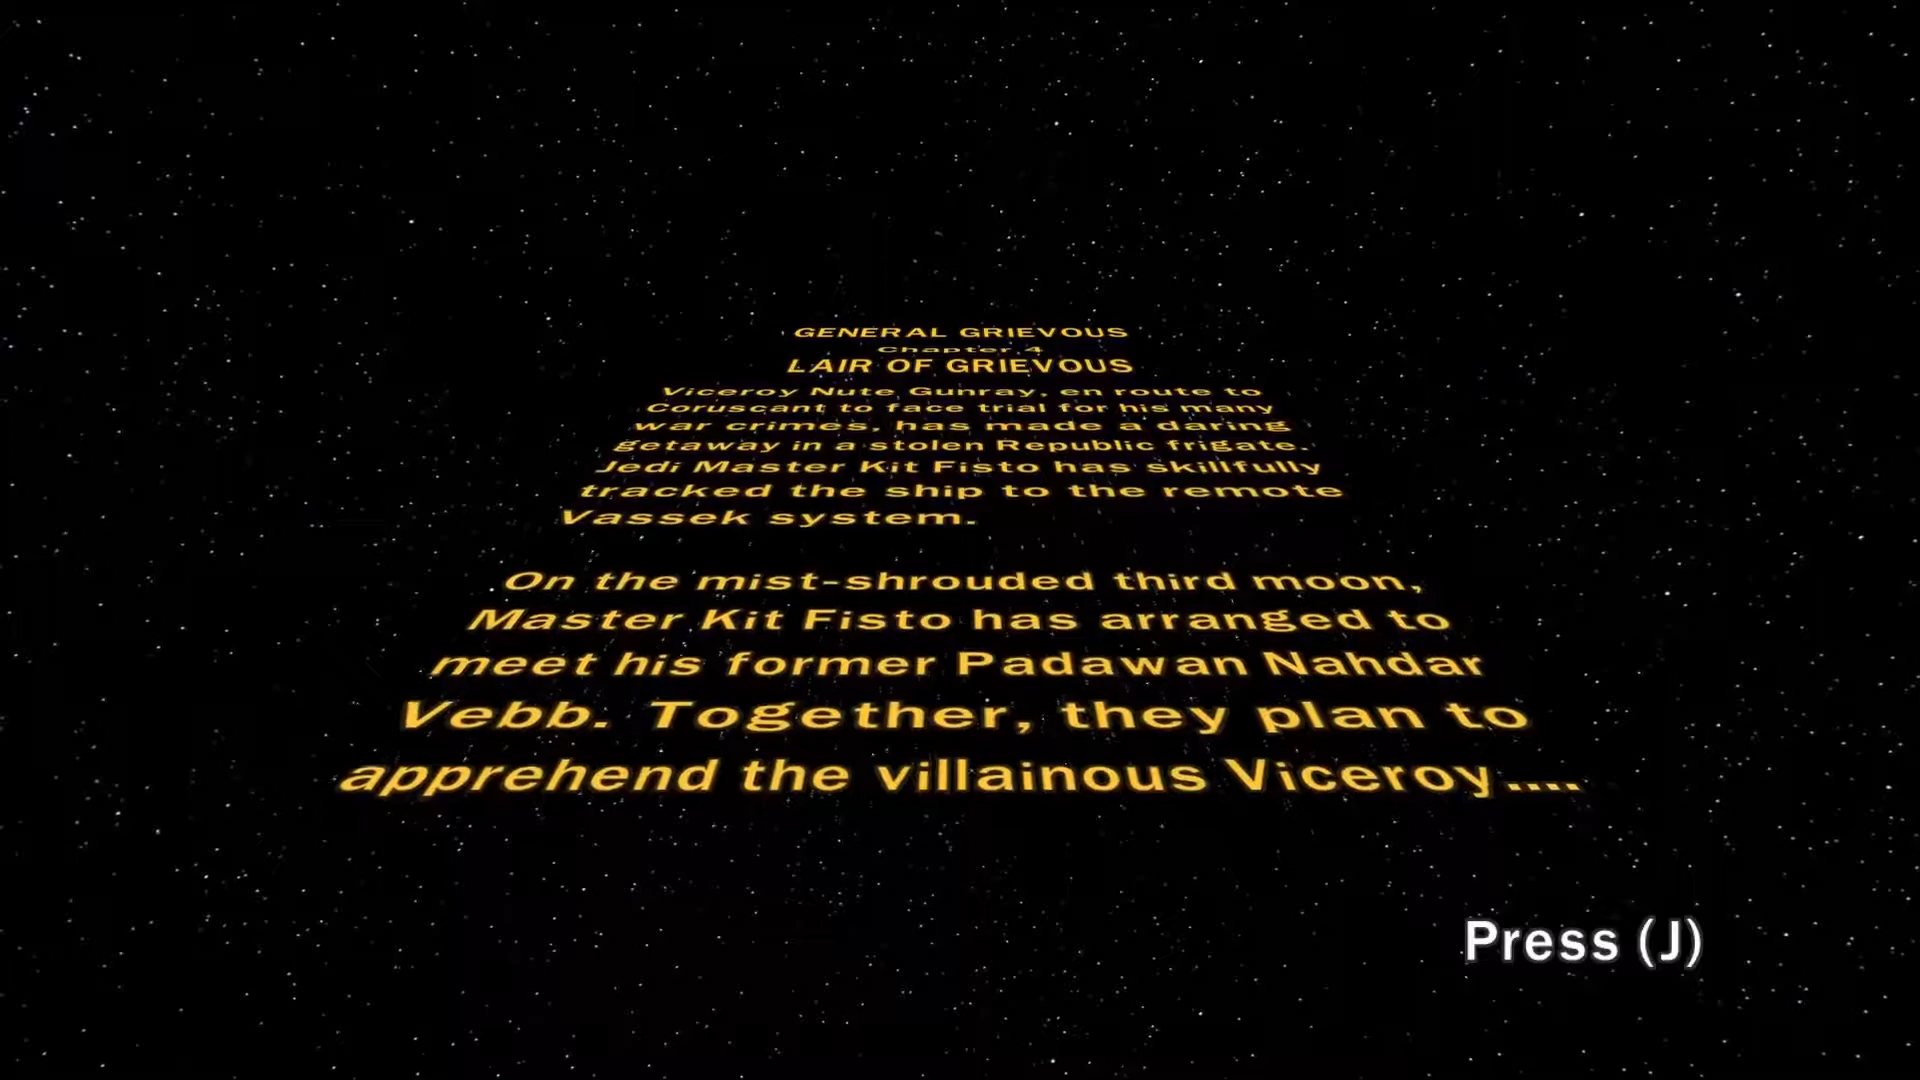 GENERAL GRIEVOUS
Chapter 4
LAIR OF GRIEVOUS
Viceroy Nute Gunray, en route to
Coruscant to face trial for his many
war crimes, has made a daring
getaway in a stolen Republic frigate.
Jedi Master Kit Fisto has skillfully
tracked the ship to the remote
Vassek system.
On the mist-shrouded third moon,
Master Kit Fisto has arranged to
meet his former Padawan Nahdar
Vebb. Together, they plan to
apprehend the villainous Viceroy....
Press (J)